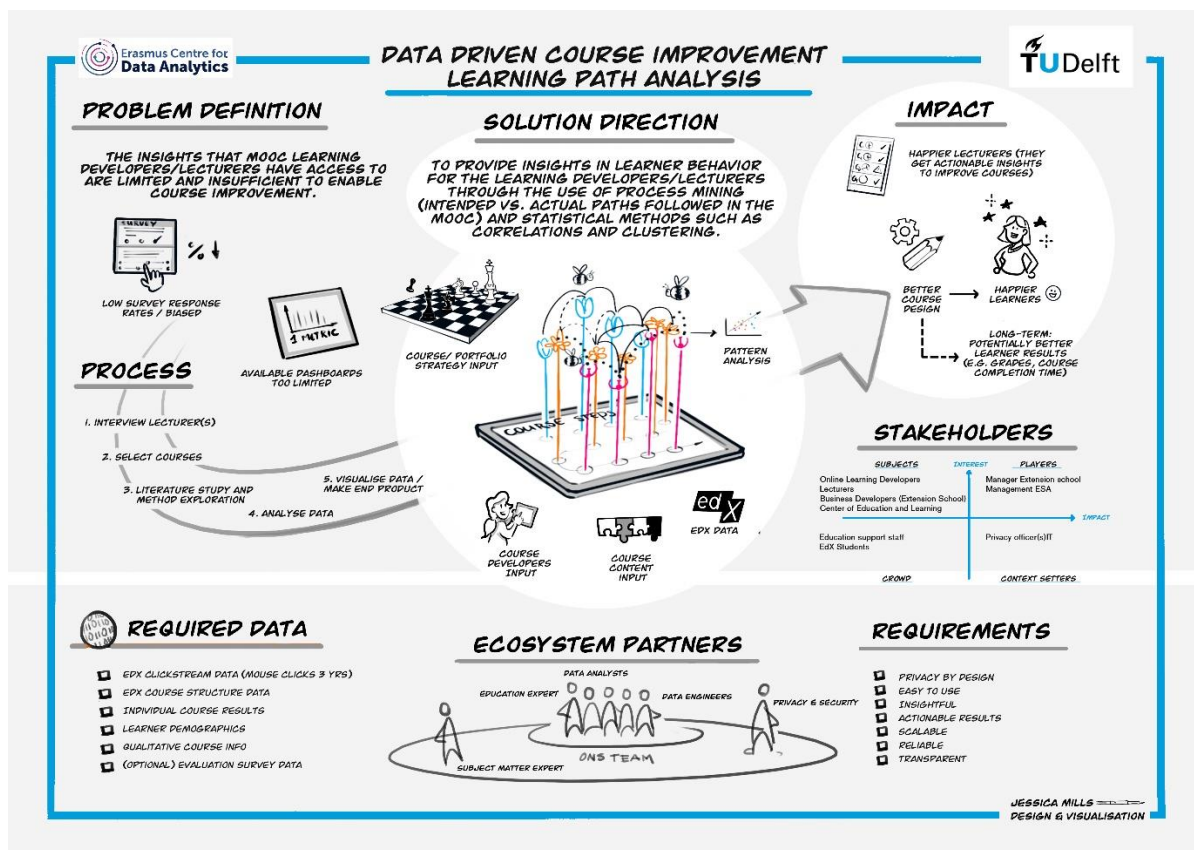 Erasmus Centre for
Data Analytics
DATA DRIVEN COURSE IMPROVEMENT
LEARNING PATH ANALYSIS
TU Delft
PROBLEM DEFINITION
THE INSIGHTS THAT MOOC LEARNING
DEVELOPERS/LECTURERS HAVE ACCESS TO
ARE LIMITED AND INSUFFICIENT TO ENABLE
COURSE IMPROVEMENT.
SURVEY
% ↓
LOW SURVEY RESPONSE
RATES / BIASED
1 METRIC
AVAILABLE DASHBOARDS
TOO LIMITED
PROCESS
1. INTERVIEW LECTURER(S)
2. SELECT COURSES
3. LITERATURE STUDY AND
METHOD EXPLORATION
4. ANALYSE DATA
5. VISUALISE DATA /
MAKE END PRODUCT
SOLUTION DIRECTION
TO PROVIDE INSIGHTS IN LEARNER BEHAVIOR
FOR THE LEARNING DEVELOPERS/LECTURERS
THROUGH THE USE OF PROCESS MINING
(INTENDED VS. ACTUAL PATHS FOLLOWED IN THE
MOOC) AND STATISTICAL METHODS SUCH AS
CORRELATIONS AND CLUSTERING.
COURSE/ PORTFOLIO
STRATEGY INPUT
PATTERN
ANALYSIS
COURSE STEPS
COURSE
DEVELOPERS
INPUT
COURSE
CONTENT
INPUT
edX
EDX DATA
IMPACT
HAPPIER LECTURERS (THEY
GET ACTIONABLE INSIGHTS
TO IMPROVE COURSES)
BETTER
COURSE
DESIGN
HAPPIER
LEARNERS
LONG-TERM:
POTENTIALLY BETTER
LEARNER RESULTS
(E.G. GRADES, COURSE
COMPLETION TIME)
STAKEHOLDERS
SUBJECTS
INTEREST
PLAYERS
Online Learning Developers
Lecturers
Business Developers (Extension School)
Center of Education and Learning
Manager Extension school
Management ESA
IMPACT
Education support staff
EdX Students
Privacy officer(s)IT
CROWD
CONTEXT SETTERS
REQUIRED DATA
EDX CLICKSTREAM DATA (MOUSE CLICKS 3 YRS)
EDX COURSE STRUCTURE DATA
INDIVIDUAL COURSE RESULTS
LEARNER DEMOGRAPHICS
QUALITATIVE COURSE INFO
(OPTIONAL) EVALUATION SURVEY DATA
ECOSYSTEM PARTNERS
DATA ANALYSTS
EDUCATION EXPERT
DATA ENGINEERS
PRIVACY & SECURITY
ONS TEAM
SUBJECT MATTER EXPERT
REQUIREMENTS
PRIVACY BY DESIGN
EASY TO USE
INSIGHTFUL
ACTIONABLE RESULTS
SCALABLE
RELIABLE
TRANSPARENT
JESSICA MILLS
DESIGN & VISUALISATION